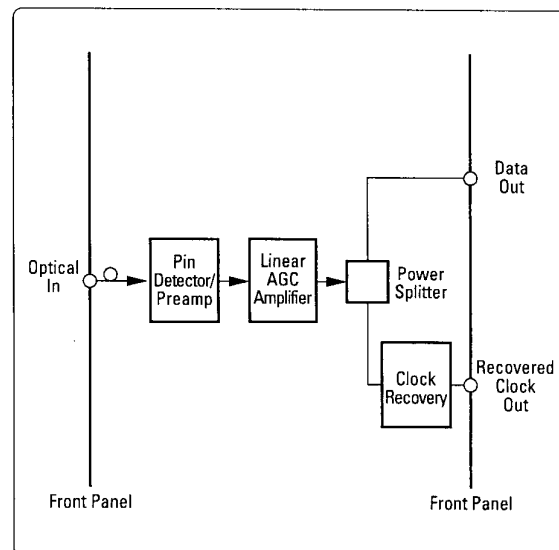 Optical
In
Pin
Detector/
Preamp
Linear
AGC
Amplifier
Power
Splitter
Data
Out
Clock
Recovery
Recovered
Clock
Out
Front Panel
Front Panel